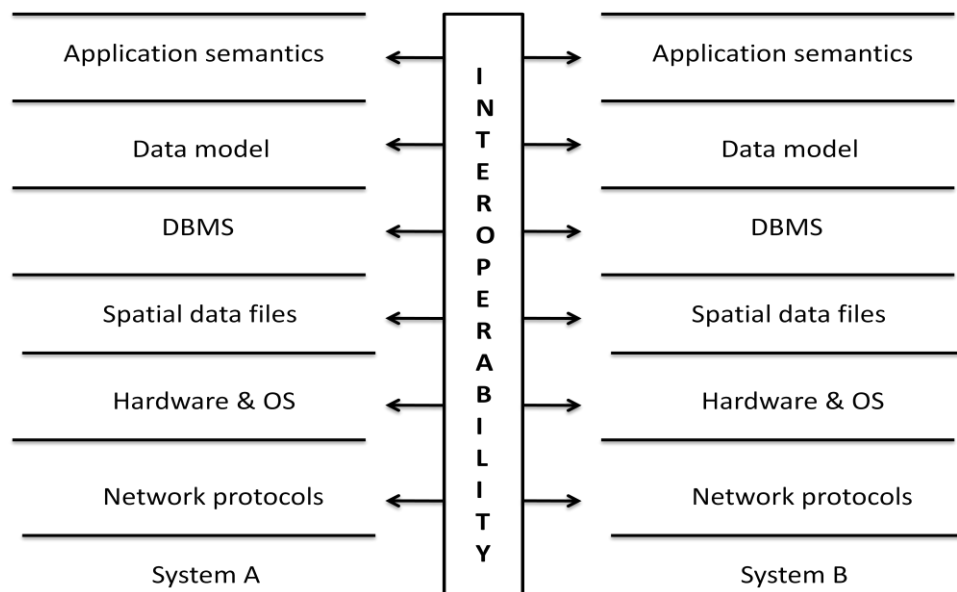 Application semantics
Data model
DBMS
Spatial data files
Hardware & OS
Network protocols
System A
INTEROPERABILITY
Application semantics
Data model
DBMS
Spatial data files
Hardware & OS
Network protocols
System B